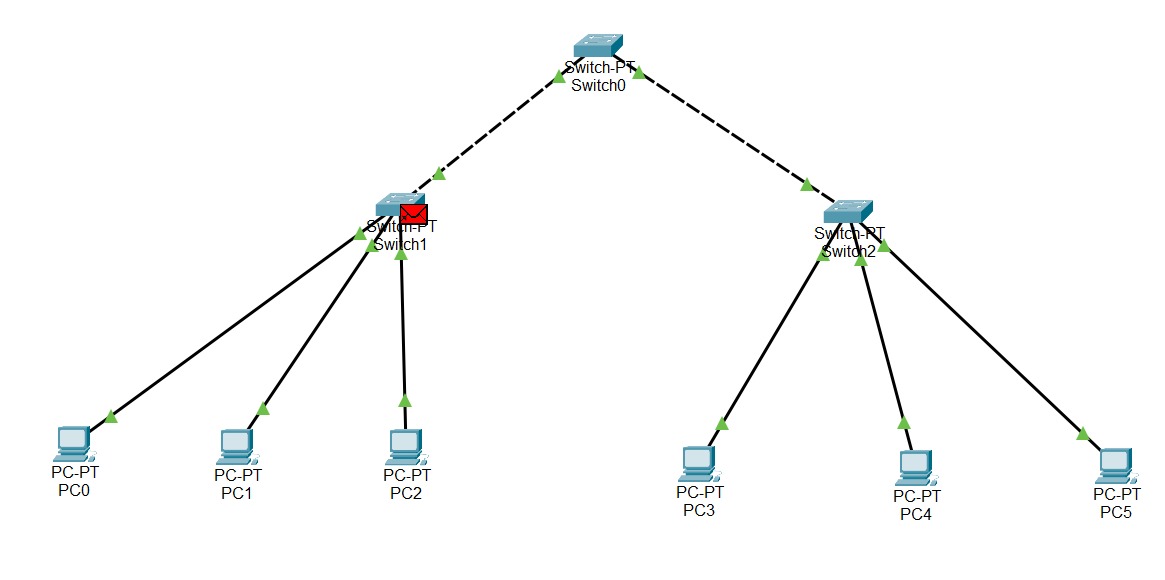 Switch-PT
Switch0
Switch-PT
Switch1
Switch-PT
Switch2
PC-PT
PC0
PC-PT
PC1
PC-PT
PC2
PC-PT
PC3
PC-PT
PC4
PC-PT
PC5